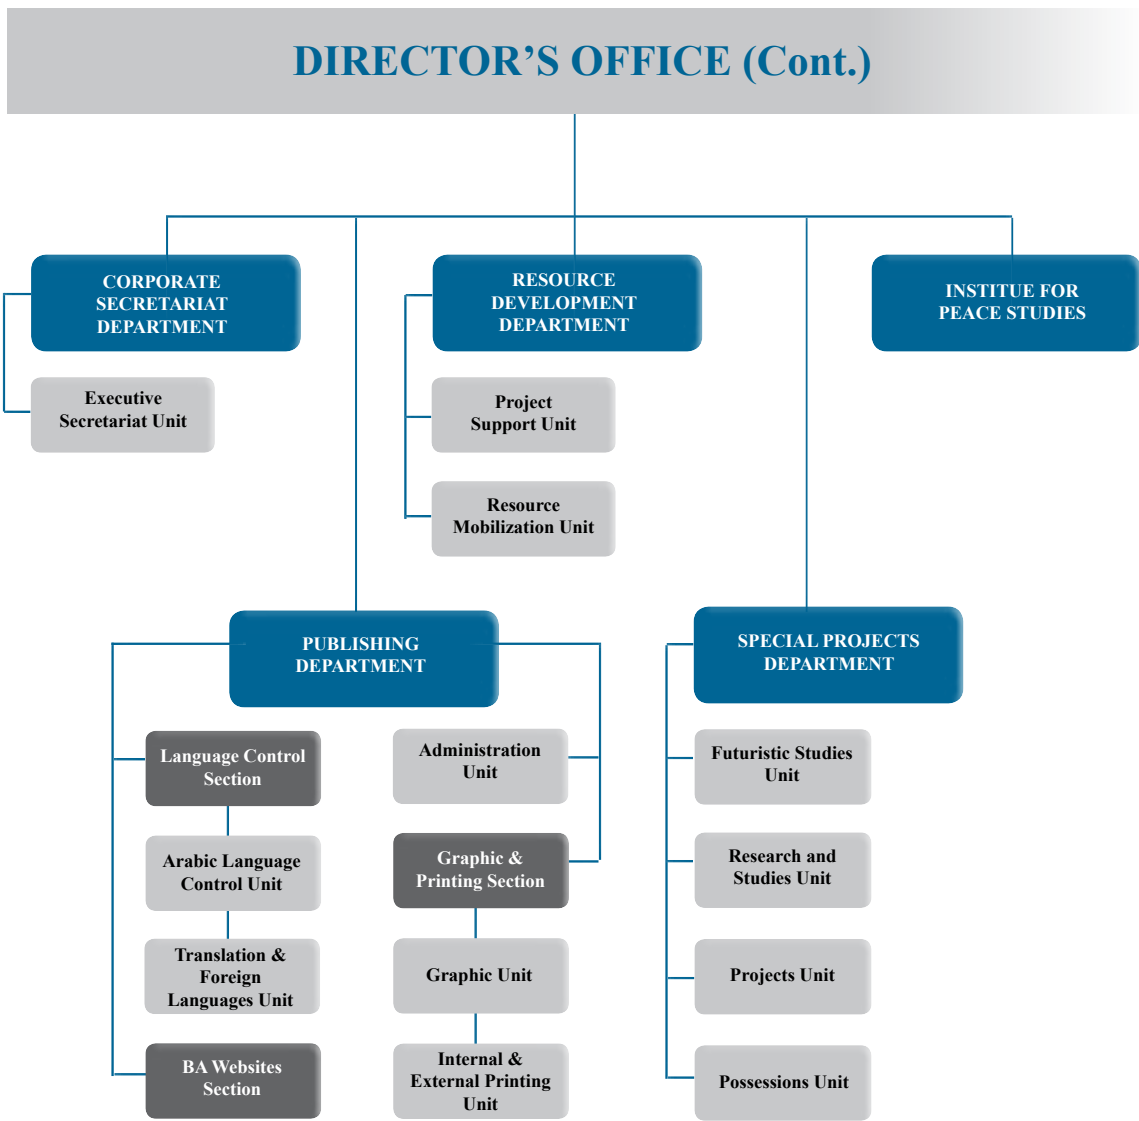 DIRECTOR’S OFFICE (Cont.)
CORPORATE
SECRETARIAT
DEPARTMENT
Executive
Secretariat Unit
RESOURCE
DEVELOPMENT
DEPARTMENT
Project
Support Unit
Resource
Mobilization Unit
INSTITUE FOR
PEACE STUDIES
PUBLISHING
DEPARTMENT
Language Control
Section
Arabic Language
Control Unit
Translation &
Foreign
Languages Unit
BA Websites
Section
Administration
Unit
Graphic &
Printing Section
Graphic Unit
Internal &
External Printing
Unit
SPECIAL PROJECTS
DEPARTMENT
Futuristic Studies
Unit
Research and
Studies Unit
Projects Unit
Possessions Unit